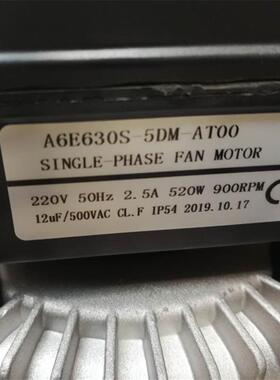 A6E630S-5DM-AT00
SINGLE-PHASE FAN MOTOR
220V 50Hz 2.5A 520W 900RPM
12uF/500VAC CL.F IP54 2019.10.17